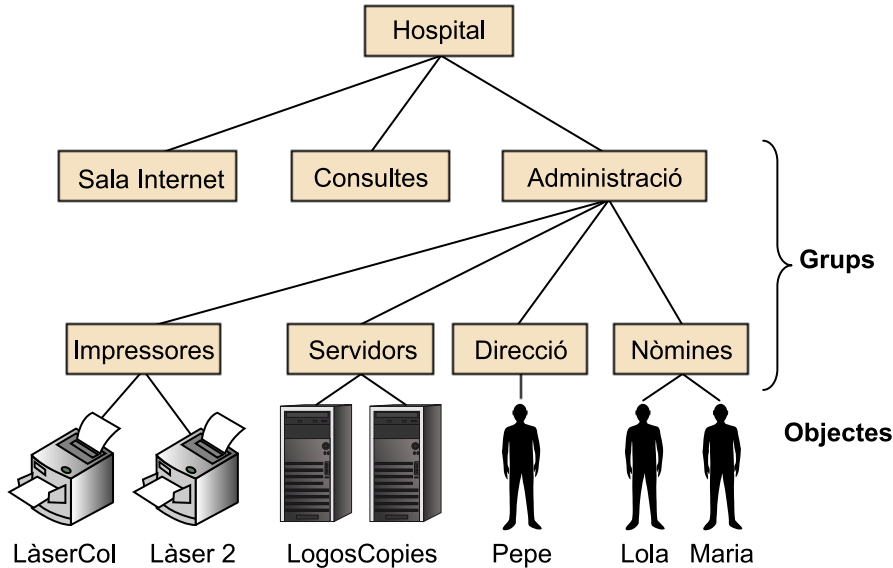 Hospital
Sala Internet
Consultes
Administració
Grups
Impressores
Servidors
Direcció
Nòmines
Objectes
LàserCol
Làser 2
LogosCopies
Pepe
Lola
Maria